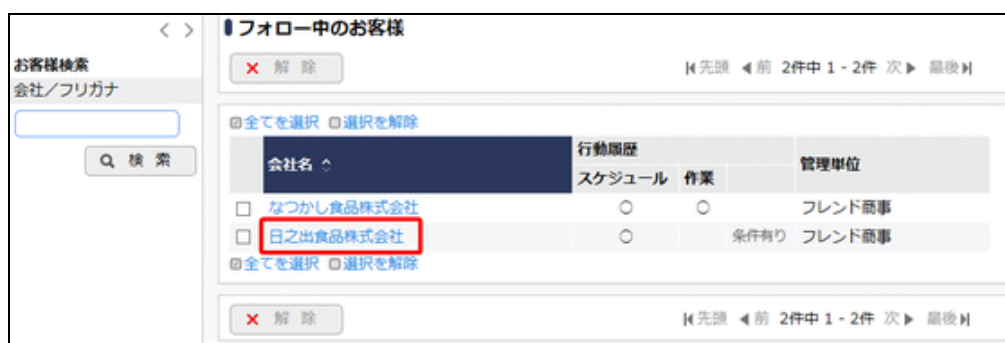 < >
お客様検索
会社/フリガナ
検 索
フォロー中のお客様
解 除
先頭 前 2件中 1 - 2件 次 最後
全てを選択 選択を解除
会社名 行動履歴 管理単位
スケジュール 作業
なつかし食品株式会社 ○ ○ フレンド商事
日之出食品株式会社 ○ 条件有り フレンド商事
全てを選択 選択を解除
解 除 先頭 前 2件中 1 - 2件 次 最後